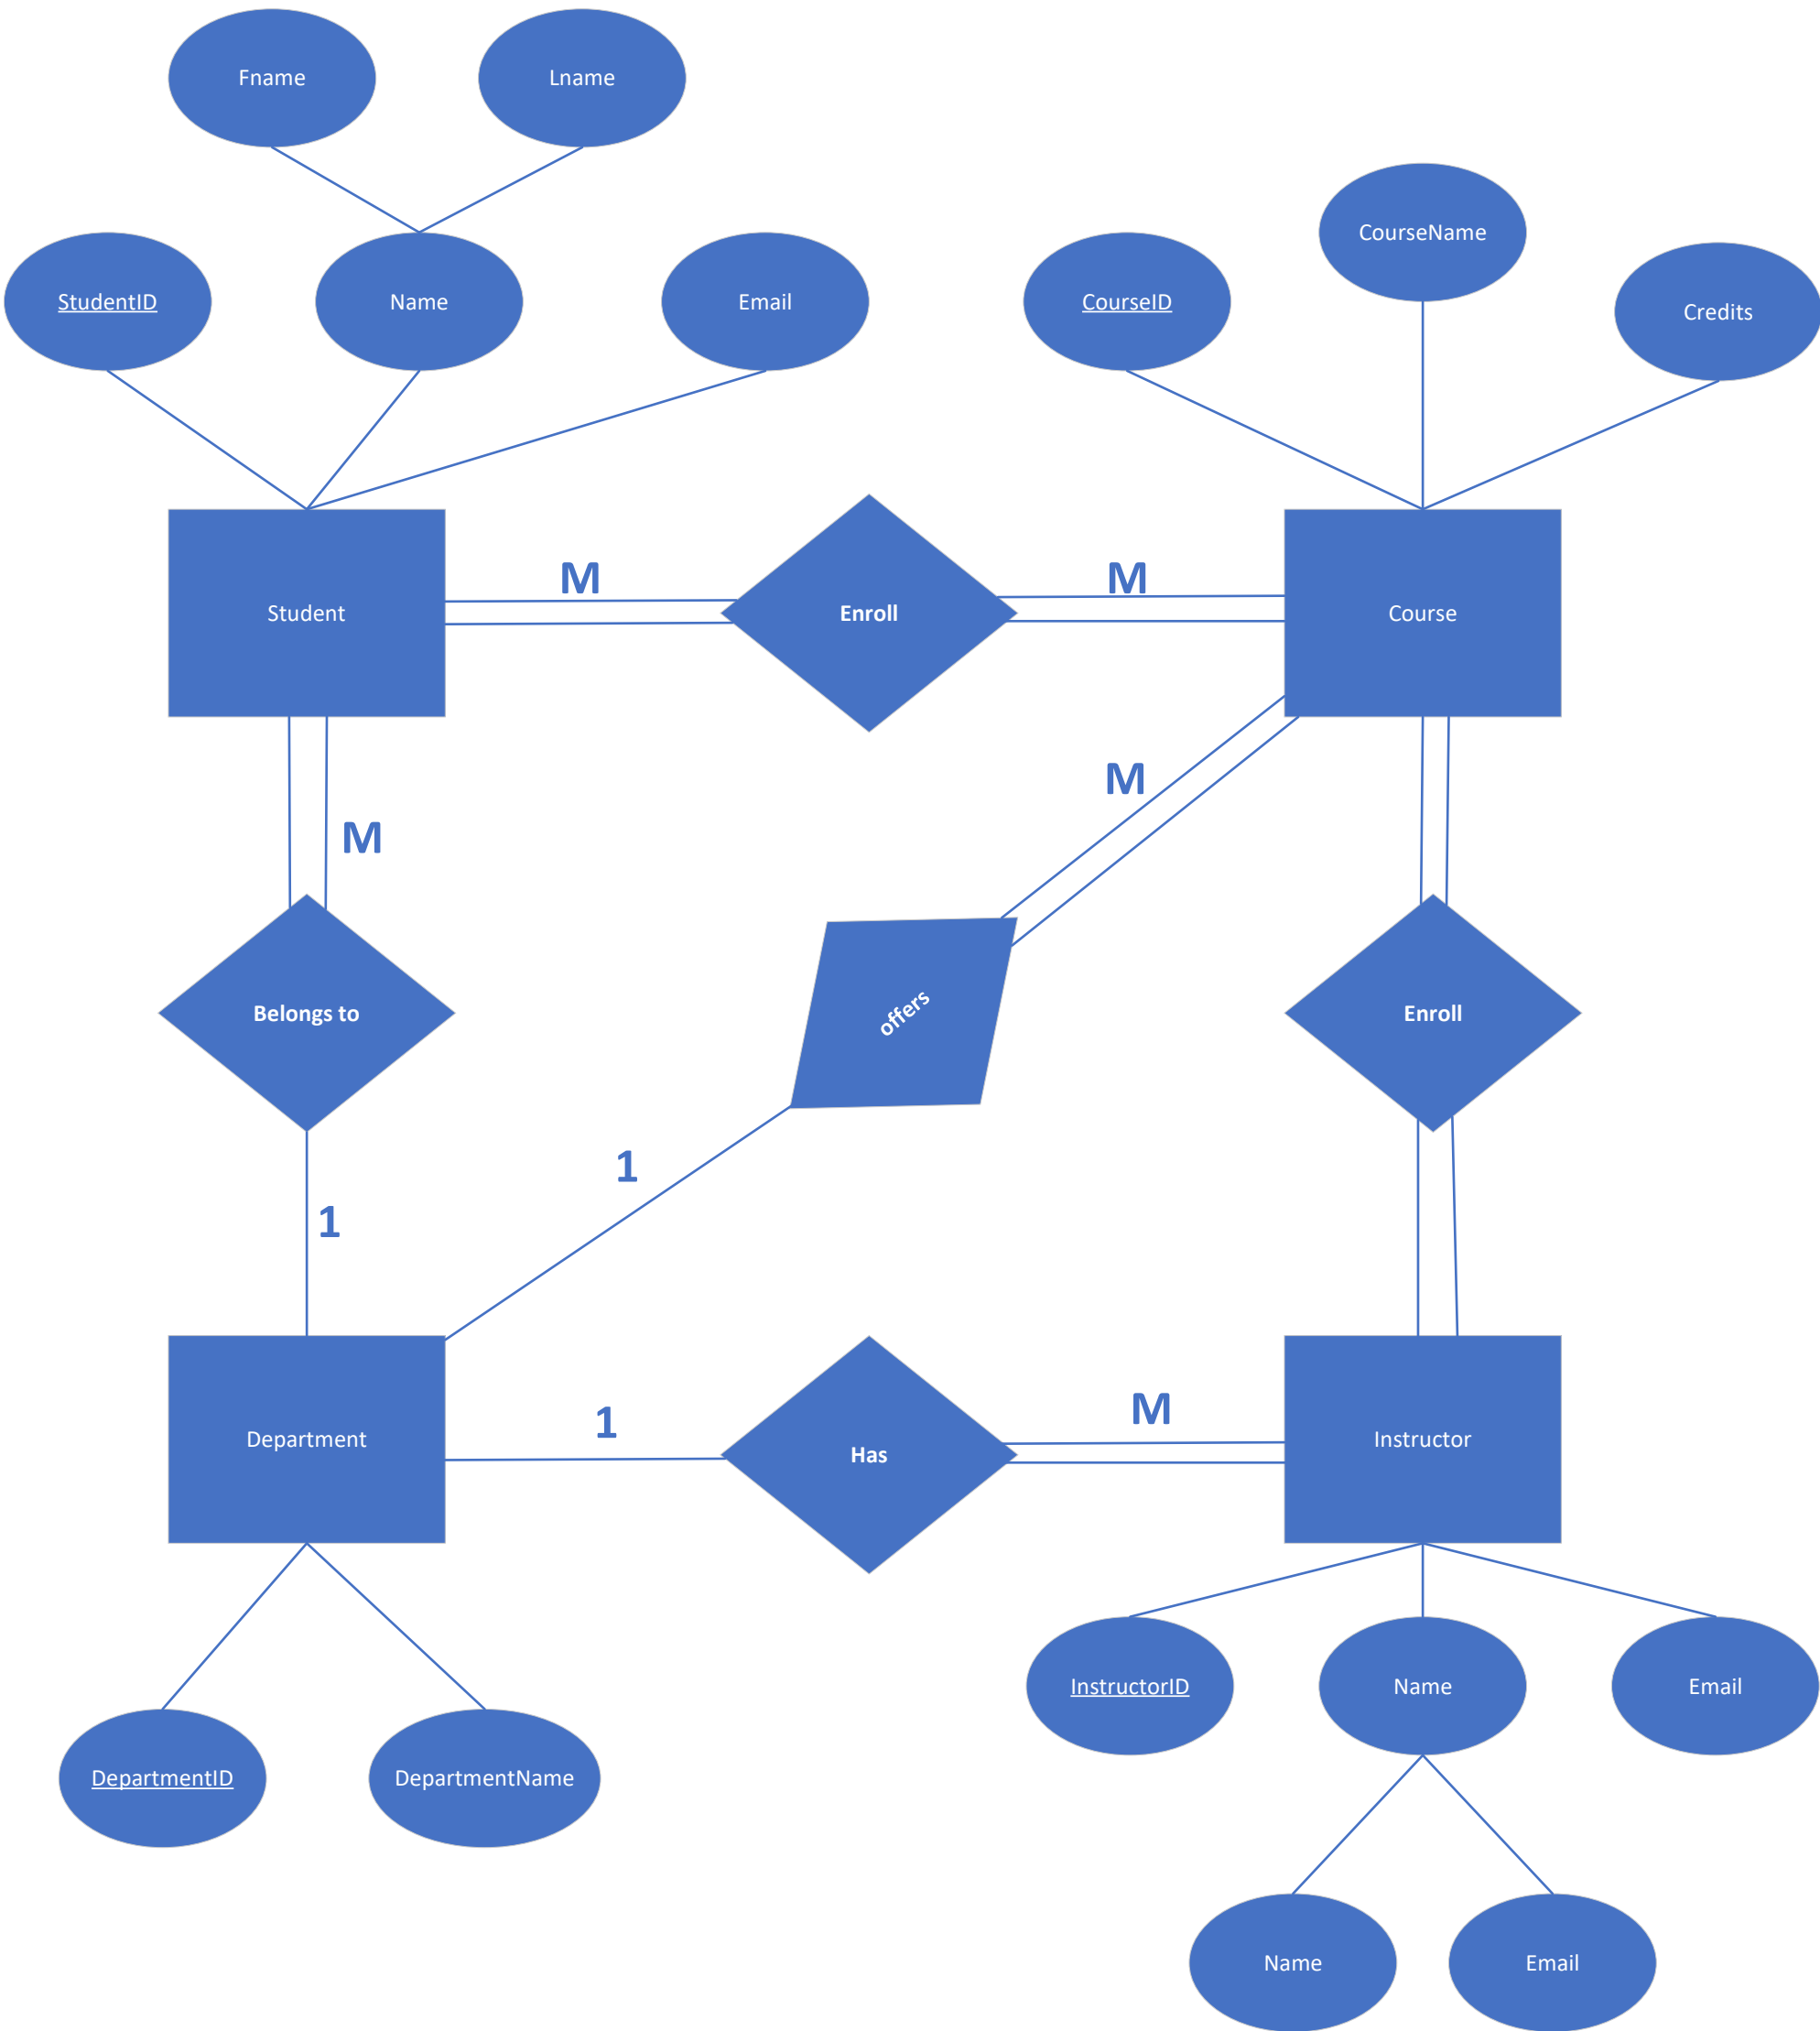 Fname
Lname
CourseName
StudentID
Name
Email
CourseID
Credits
M
M
Student
Enroll
Course
M
M
Belongs to
offers
Enroll
1
1
1
M
Department
Has
Instructor
InstructorID
Name
Email
DepartmentID
DepartmentName
Name
Email